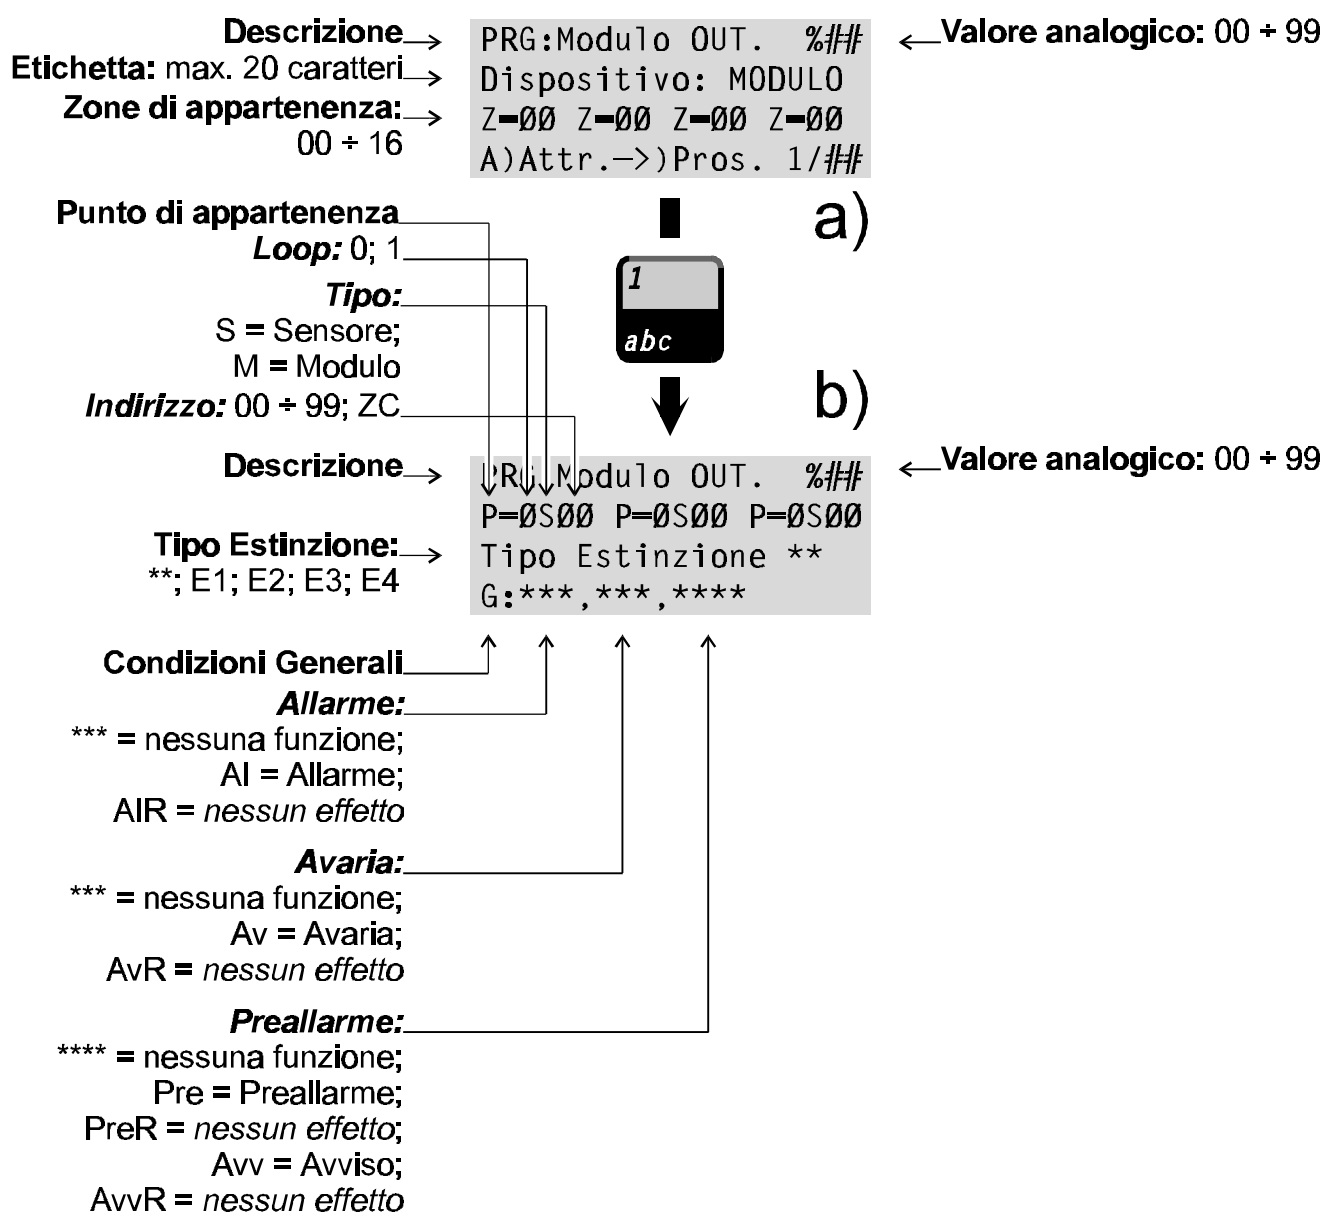 Descrizione
PRG:Modulo OUT. %##
Valore analogico: 00 ÷ 99
Etichetta: max. 20 caratteri
Dispositivo: MODULO
Zone di appartenenza:
00 ÷ 16
Z=00 Z=00 Z=00 Z=00
A)Attr.—>)Pros. 1/##
a)
Punto di appartenenza
Loop: 0; 1
Tipo:
S = Sensore;
M = Modulo
Indirizzo: 00 ÷ 99; ZC
1
abc
b)
Descrizione
PRG:Modulo OUT. %##
Valore analogico: 00 ÷ 99
P=0S00 P=0S00 P=0S00
Tipo Estinzione:
**; E1; E2; E3; E4
Tipo Estinzione **
G:***,***,****
Condizioni Generali
Allarme:
*** = nessuna funzione;
Al = Allarme;
AlR = nessun effetto
Avaria:
*** = nessuna funzione;
Av = Avaria;
AvR = nessun effetto
Preallarme:
**** = nessuna funzione;
Pre = Preallarme;
PreR = nessun effetto;
Avv = Avviso;
AvvR = nessun effetto